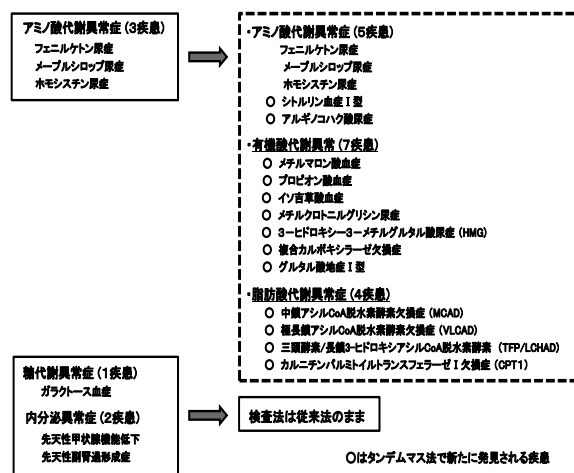 アミノ酸代謝異常症 (3疾患)
フェニルケトン尿症
メープルシロップ尿症
ホモシスチン尿症
・アミノ酸代謝異常症 (5疾患)
フェニルケトン尿症
メープルシロップ尿症
ホモシスチン尿症
○ シトルリン血症Ⅰ型
○ アルギノコハク酸尿症
・有機酸代謝異常 (7疾患)
○ メチルマロン酸血症
○ プロピオン酸血症
○ イソ吉草酸血症
○ メチルクロトニルグリシン尿症
○ 3-ヒドロキシー3-メチルグルタル酸尿症 (HMG)
○ 複合カルボキシラーゼ欠損症
○ グルタル酸地症Ⅰ型
・脂肪酸代謝異常症 (4疾患)
○ 中鎖アシルCoA脱水素酵素欠損症 (MCAD)
○ 極長鎖アシルCoA脱水素酵素欠損症 (VLCAD)
○ 三頭酵素/長鎖3-ヒドロキシアシルCoA脱水素酵素 (TFP/LCHAD)
○ カルニチンパルミトイルトランスフェラーゼⅠ欠損症 (CPT1)
糖代謝異常症 (1疾患)
ガラクトース血症
内分泌異常症 (2疾患)
先天性甲状腺機能低下
先天性副腎過形成症
検査法は従来法のまま
○はタンデムマス法で新たに発見される疾患